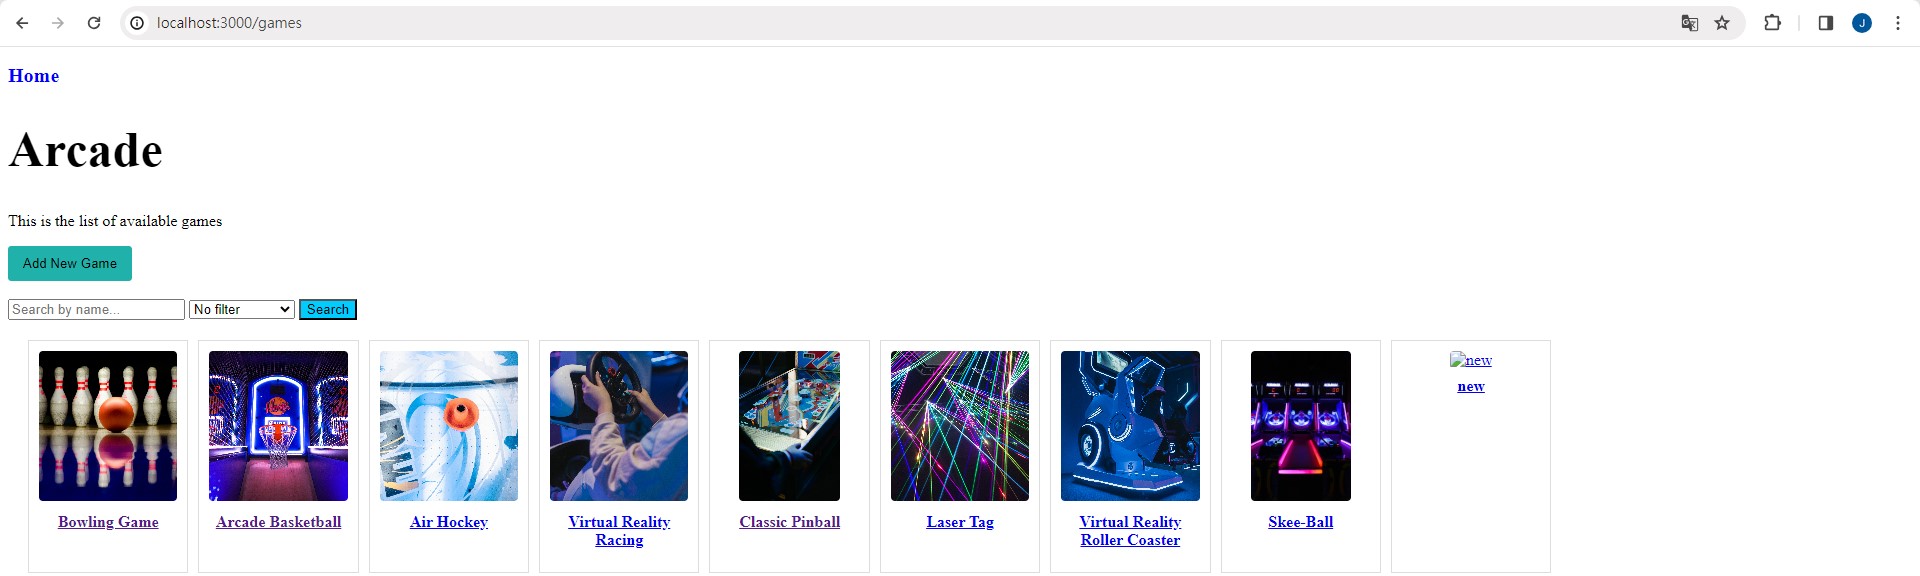 localhost:3000/games
J
Home
Arcade
This is the list of available games
Add New Game
Search by name...
No filter
Search
new
Bowling Game
Arcade Basketball
Air Hockey
Virtual Reality
Racing
Classic Pinball
Laser Tag
Virtual Reality
Roller Coaster
Skee-Ball
new